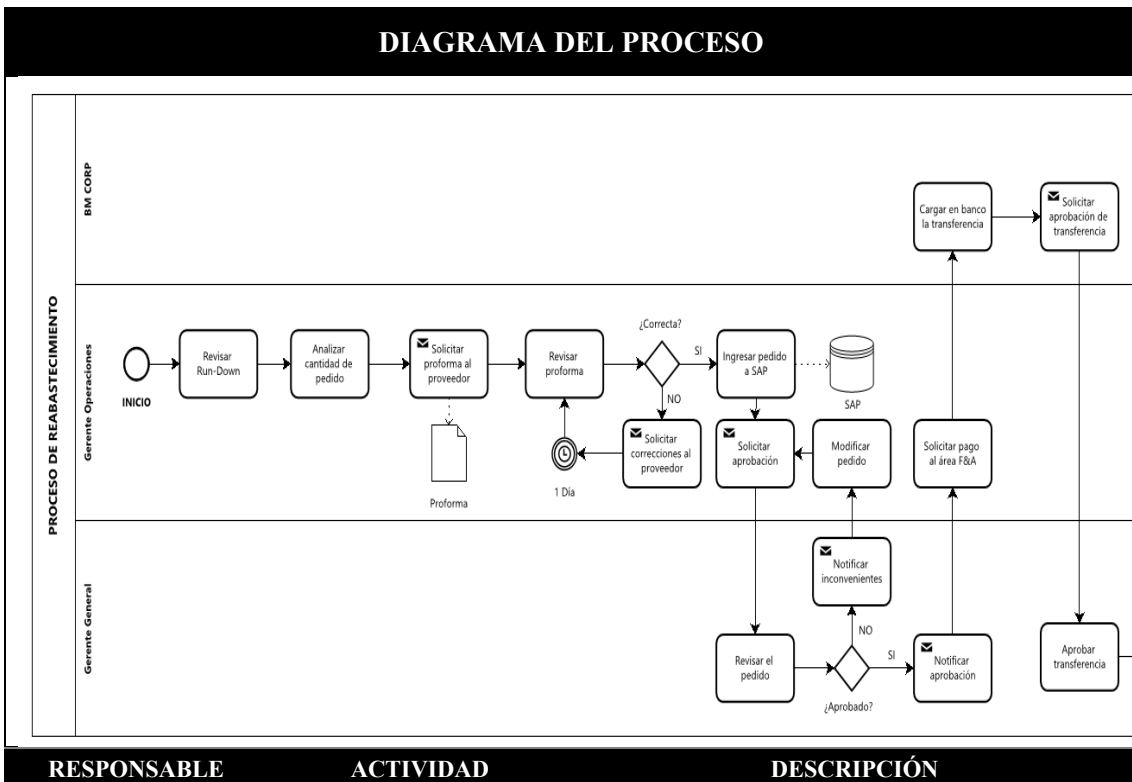 DIAGRAMA DEL PROCESO
PROCESO DE REABASTECIMIENTO
BM CORP
Cargar en banco
la transferencia
Solicitar
aprobación de
transferencia
Gerente Operaciones
INICIO
Revisar
Run-Down
Analizar
cantidad de
pedido
Solicitar
proforma al
proveedor
Proforma
Revisar
proforma
¿Correcta?
SI
NO
Solicitar
correcciones al
proveedor
1 Día
Ingresar pedido
a SAP
SAP
Solicitar
aprobación
Modificar
pedido
Solicitar pago
al área F&A
Gerente General
Revisar el
pedido
¿Aprobado?
NO
Notificar
inconvenientes
SI
Notificar
aprobación
Aprobar
transferencia
RESPONSABLE ACTIVIDAD DESCRIPCIÓN